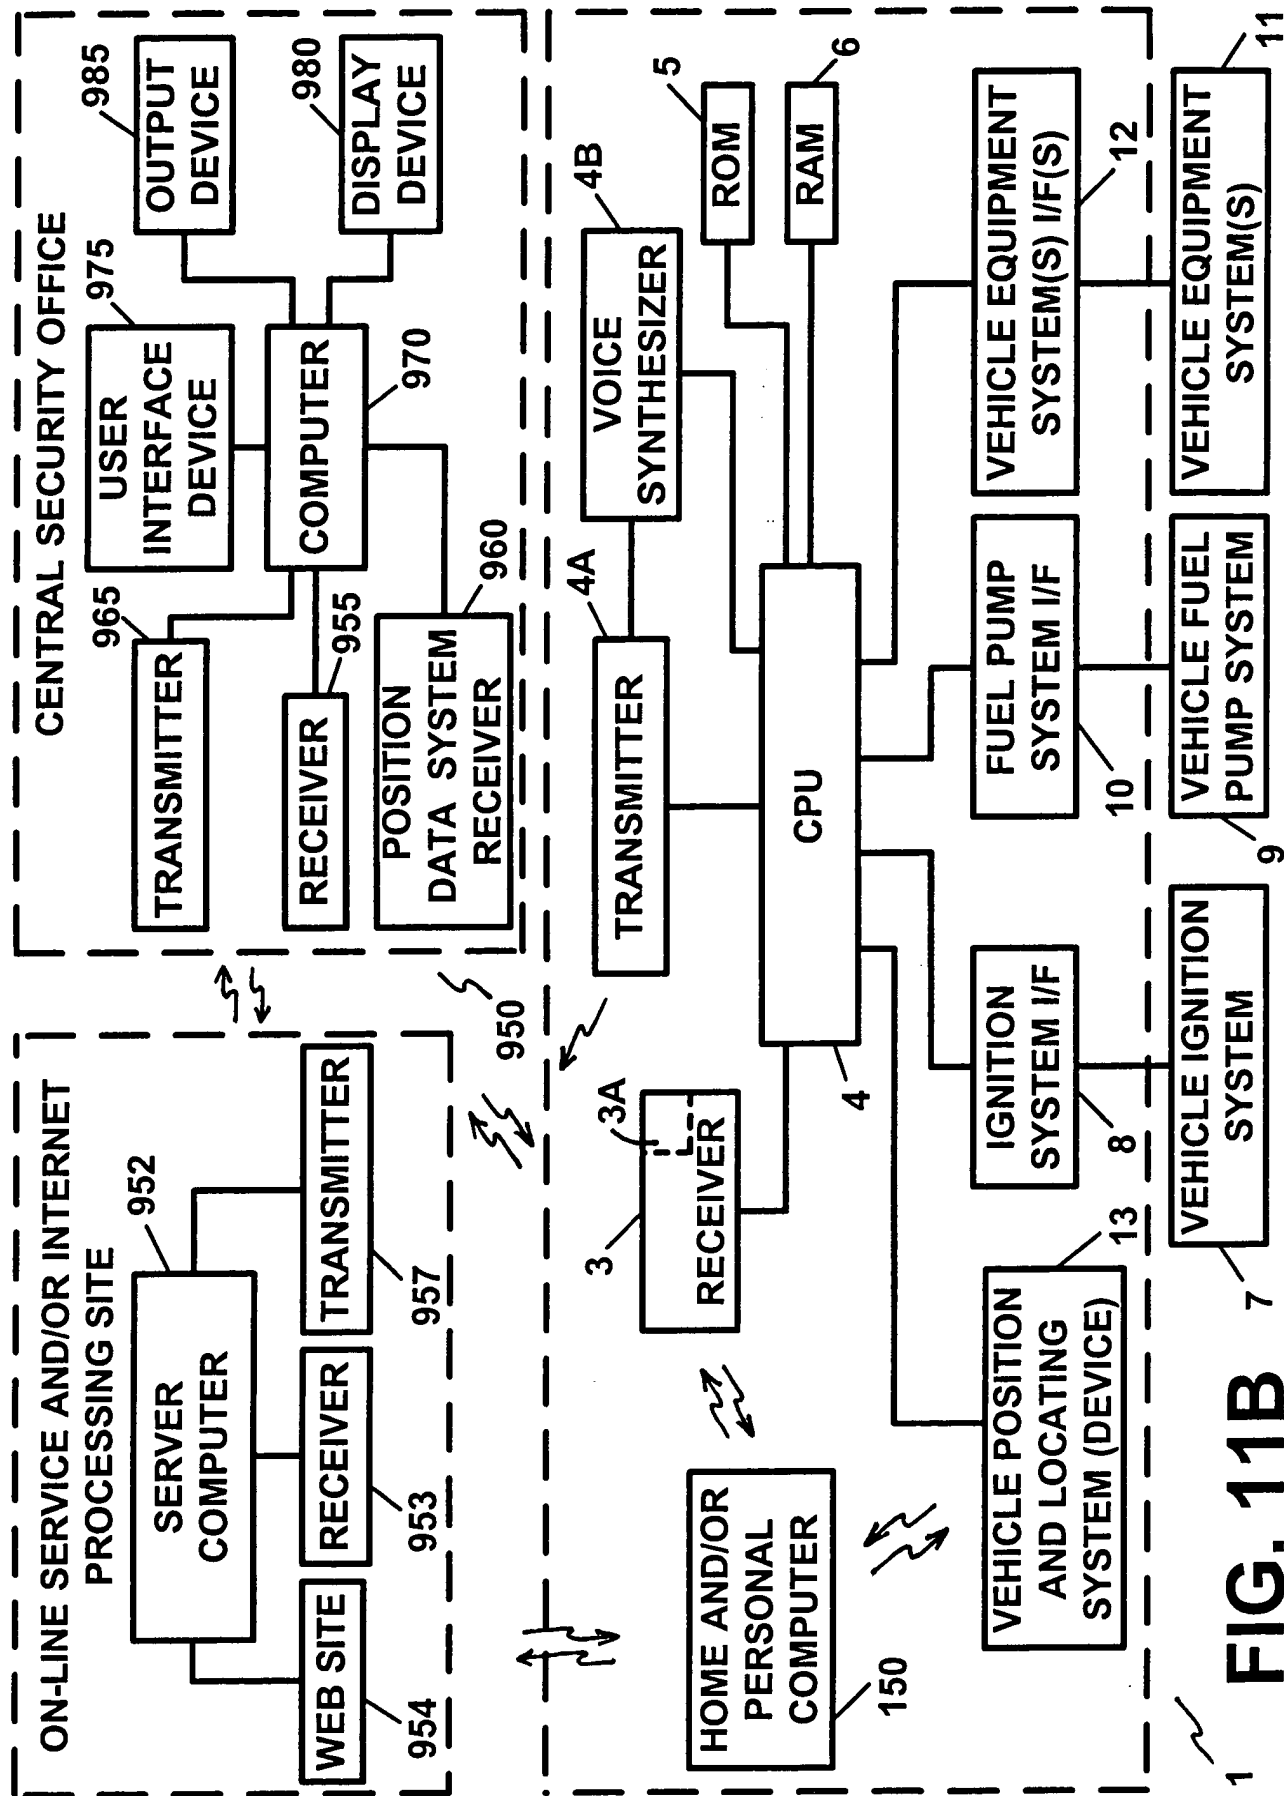 ON-LINE SERVICE AND/OR INTERNET
PROCESSING SITE
SERVER
COMPUTER
952
WEB SITE
954
RECEIVER
953
TRANSMITTER
957
CENTRAL SECURITY OFFICE
950
TRANSMITTER
965
RECEIVER
955
POSITION
DATA SYSTEM
RECEIVER
960
USER
INTERFACE
DEVICE
975
COMPUTER
970
OUTPUT
DEVICE
985
DISPLAY
DEVICE
980
HOME AND/OR
PERSONAL
COMPUTER
150
3
3A
RECEIVER
TRANSMITTER
4A
VOICE
SYNTHESIZER
4B
ROM
5
RAM
6
CPU
4
VEHICLE POSITION
AND LOCATING
SYSTEM (DEVICE)
13
IGNITION
SYSTEM I/F
8
FUEL PUMP
SYSTEM I/F
10
VEHICLE EQUIPMENT
SYSTEM(S) I/F(S)
12
VEHICLE IGNITION
SYSTEM
7
VEHICLE FUEL
PUMP SYSTEM
9
VEHICLE EQUIPMENT
SYSTEM(S)
11
1
FIG. 11B